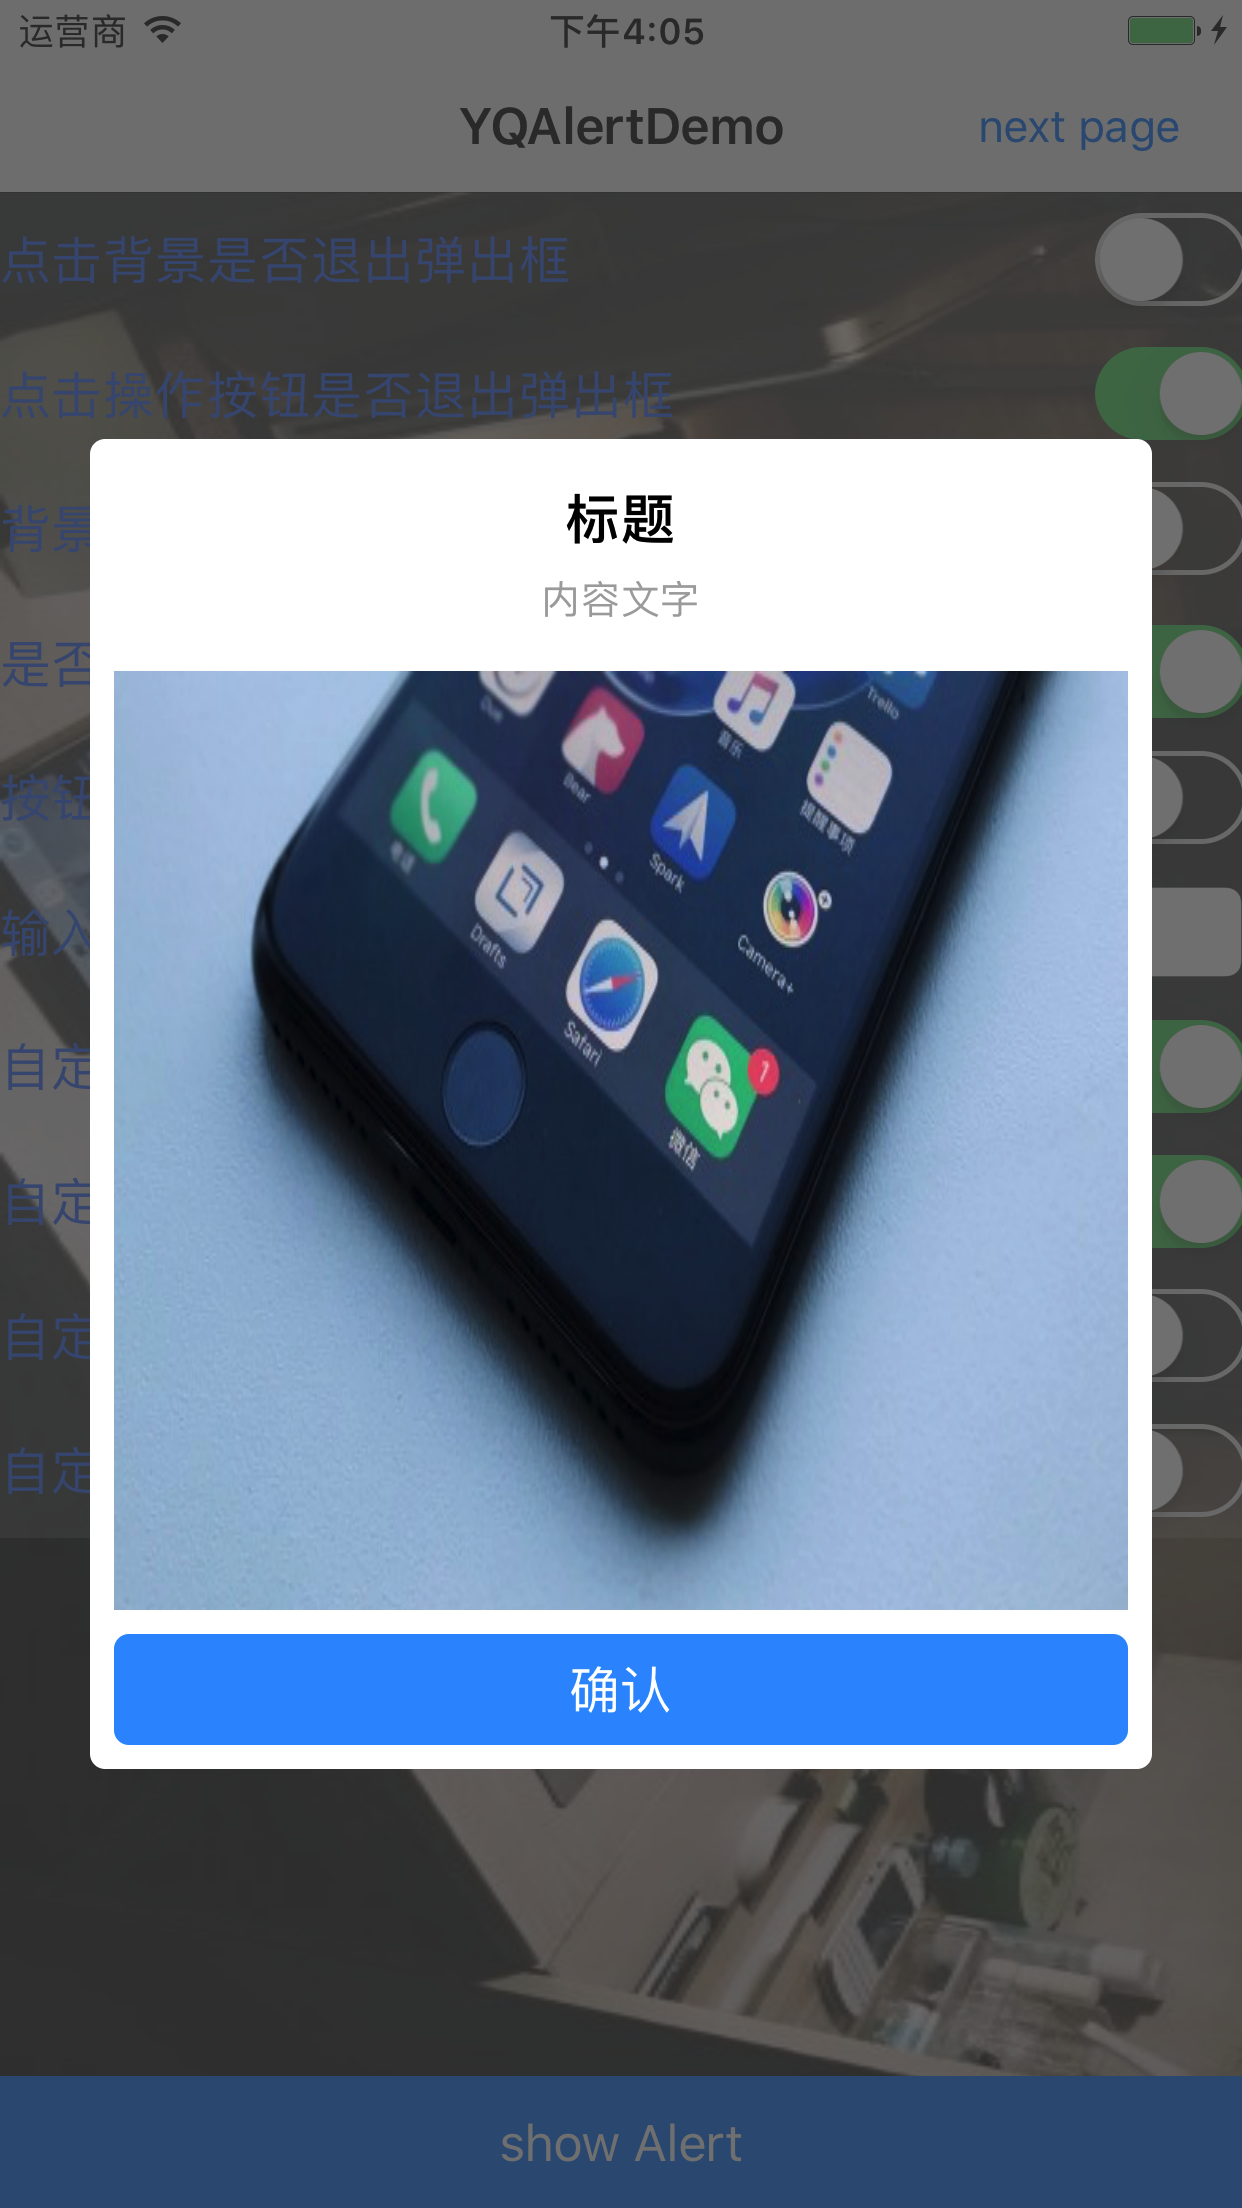 运营商
下午4:05
YQAlertDemo
next page
点击背景是否退出弹出框
点击操作按钮是否退出弹出框
背景
是否
按钮
输入
自定
自定
自定
自定
标题
内容文字
Due
Bear
音乐
Trello
提醒事项
Spark
Camera+
电话
Drafts
Safari
1
微信
确认
show Alert